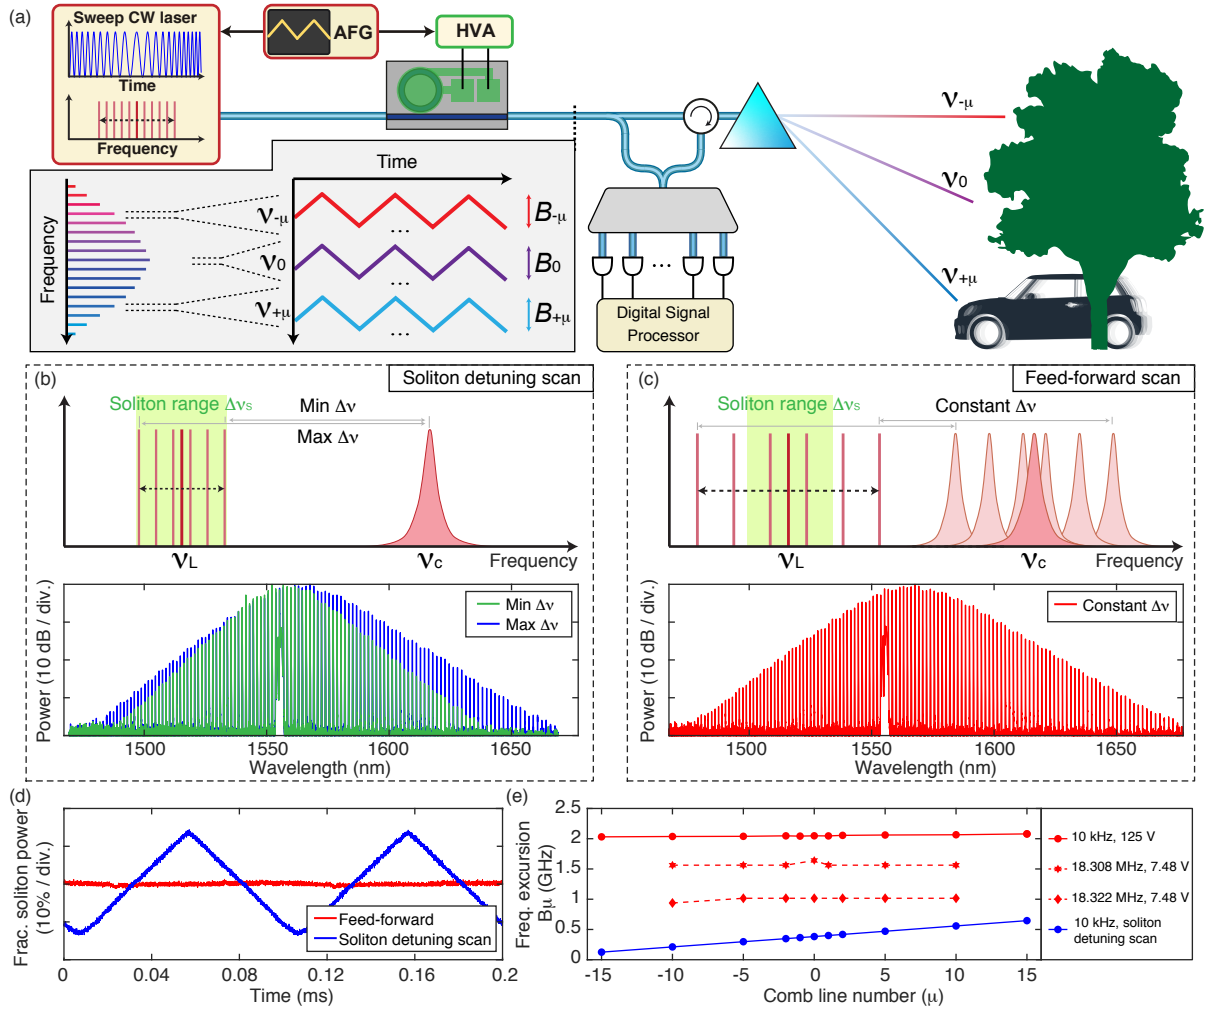 (a)
Sweep CW laser
Time
Frequency
AFG
HVA
Time
Frequency
ν-μ
ν0
ν+μ
...
...
...
B-μ
B0
B+μ
...
Digital Signal
Processor
ν-μ
ν0
ν+μ
(b)
Soliton detuning scan
Soliton range Δνs
Min Δν
Max Δν
νL
νc
Frequency
Power (10 dB / div.)
Min Δν
Max Δν
1500
1550
1600
1650
Wavelength (nm)
(c)
Feed-forward scan
Soliton range Δνs
Constant Δν
νL
νc
Frequency
Power (10 dB / div.)
Constant Δν
1500
1550
1600
1650
Wavelength (nm)
(d)
Frac. soliton power
(10% / div.)
Feed-forward
Soliton detuning scan
0
0.04
0.08
0.12
0.16
0.2
Time (ms)
(e)
Freq. excursion
Bμ (GHz)
2.5
2
1.5
1
0.5
0
-15
-10
-5
0
5
10
15
Comb line number (μ)
10 kHz, 125 V
18.308 MHz, 7.48 V
18.322 MHz, 7.48 V
10 kHz, soliton
detuning scan